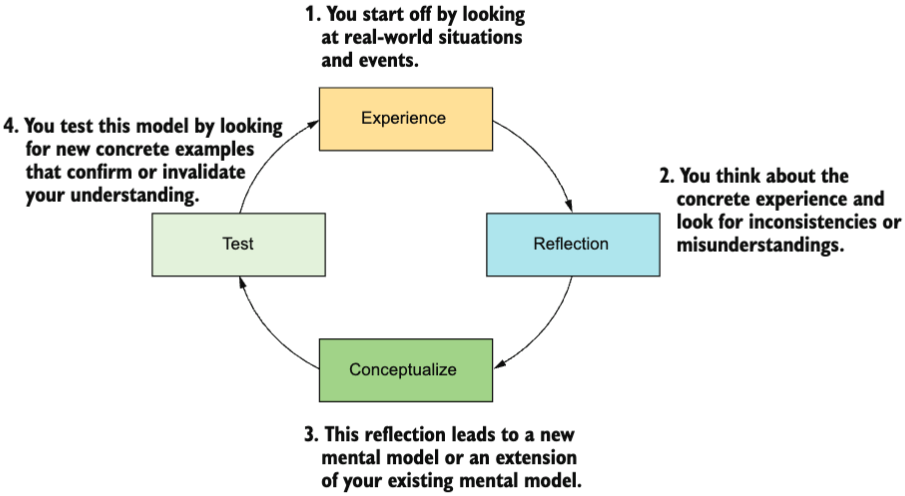 1. You start off by looking
at real-world situations
and events.
Experience
4. You test this model by looking
for new concrete examples
that confirm or invalidate
your understanding.
2. You think about the
concrete experience and
look for inconsistencies or
misunderstandings.
Test
Reflection
Conceptualize
3. This reflection leads to a new
mental model or an extension
of your existing mental model.